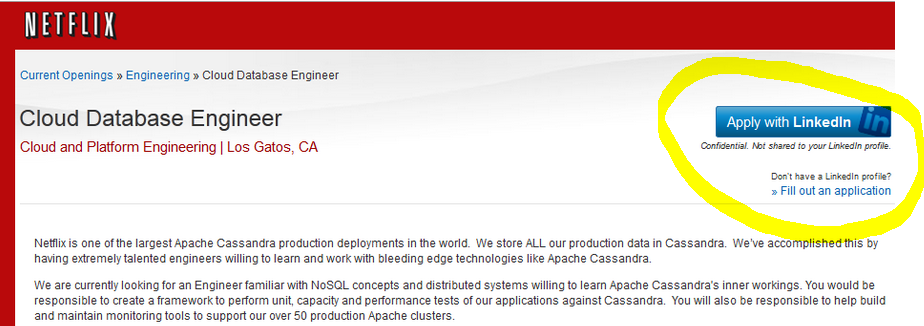 NETFLIX
Current Openings » Engineering » Cloud Database Engineer
Cloud Database Engineer
Cloud and Platform Engineering | Los Gatos, CA
Apply with LinkedIn in
Confidential. Not shared to your LinkedIn profile.
Don't have a LinkedIn profile?
» Fill out an application
Netflix is one of the largest Apache Cassandra production deployments in the world.  We store ALL our production data in Cassandra.  We've accomplished this by
having extremely talented engineers willing to learn and work with bleeding edge technologies like Apache Cassandra.
We are currently looking for an Engineer familiar with NoSQL concepts and distributed systems willing to learn Apache Cassandra's inner workings. You would be
responsible to create a framework to perform unit, capacity and performance tests of our applications against Cassandra.  You will also be responsible to help build
and maintain monitoring tools to support our over 50 production Apache clusters.